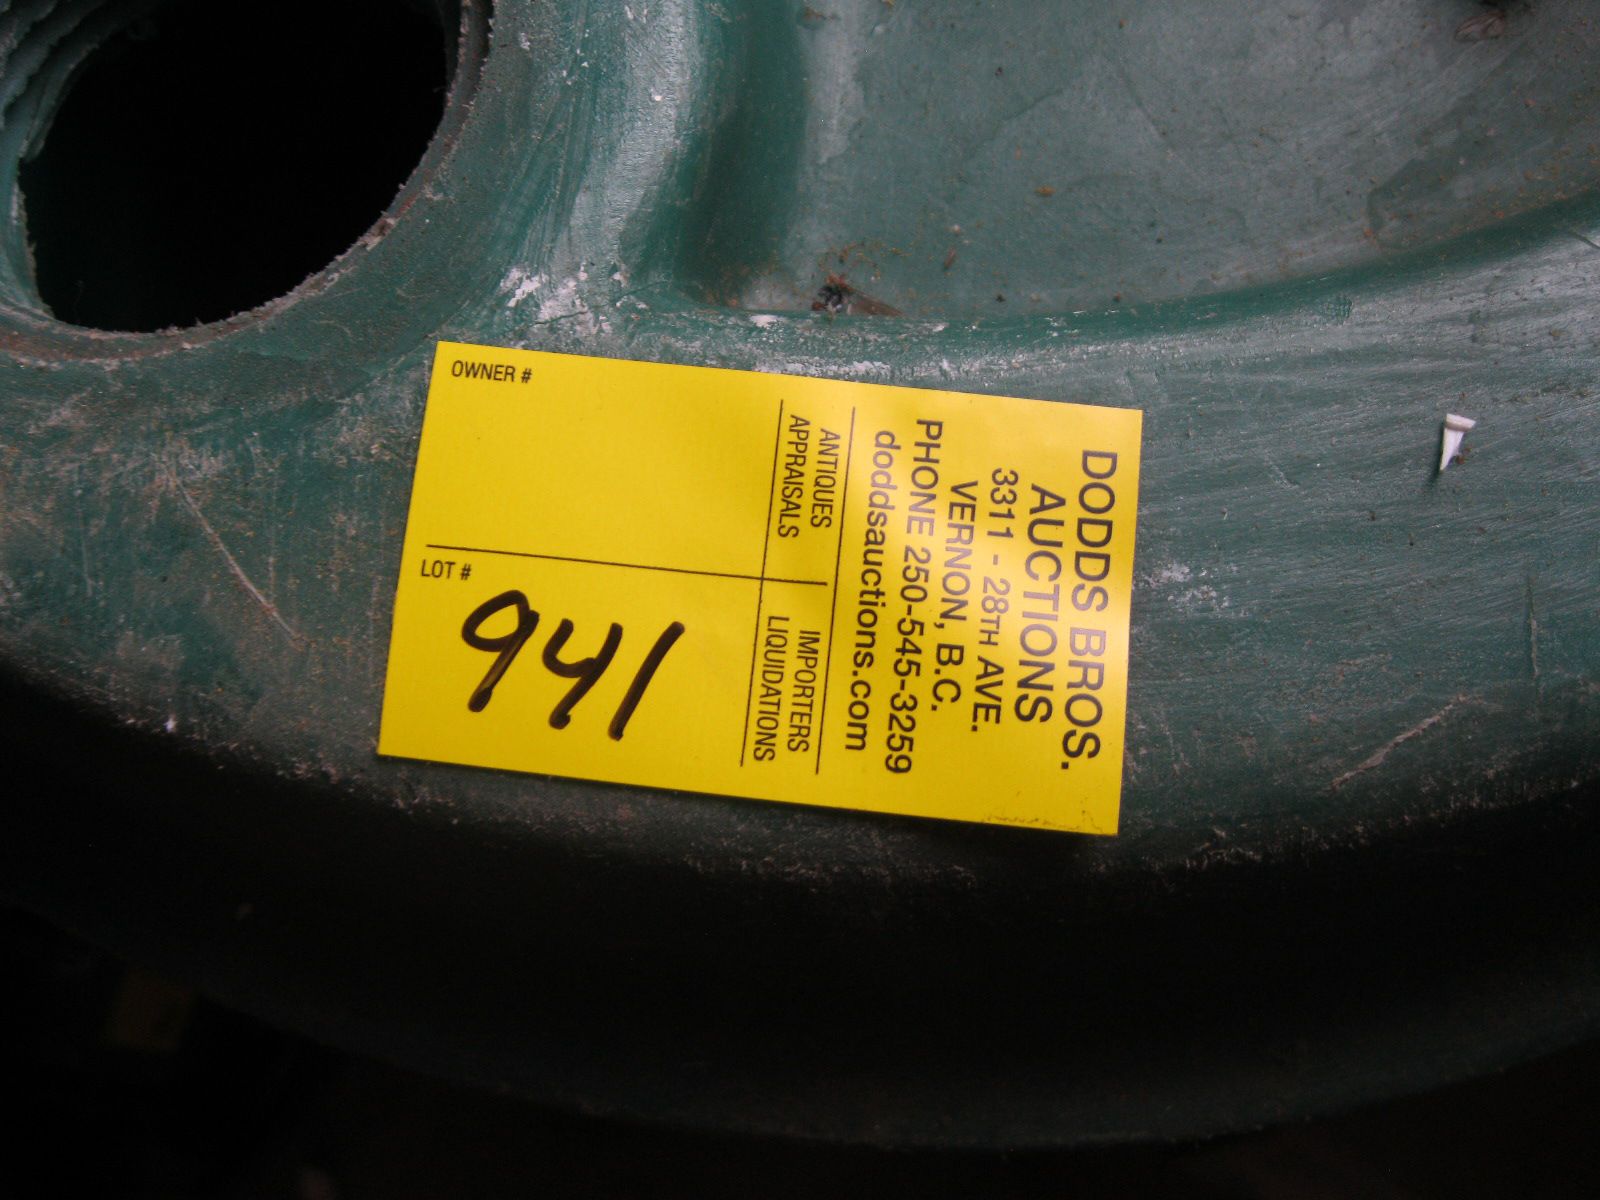 DODDS BROS.
AUCTIONS
3311 - 28TH AVE.
VERNON, B.C.
PHONE 250-545-3259
doddsauctions.com
ANTIQUES
APPRAISALS
IMPORTERS
LIQUIDATIONS
OWNER #
LOT #
941